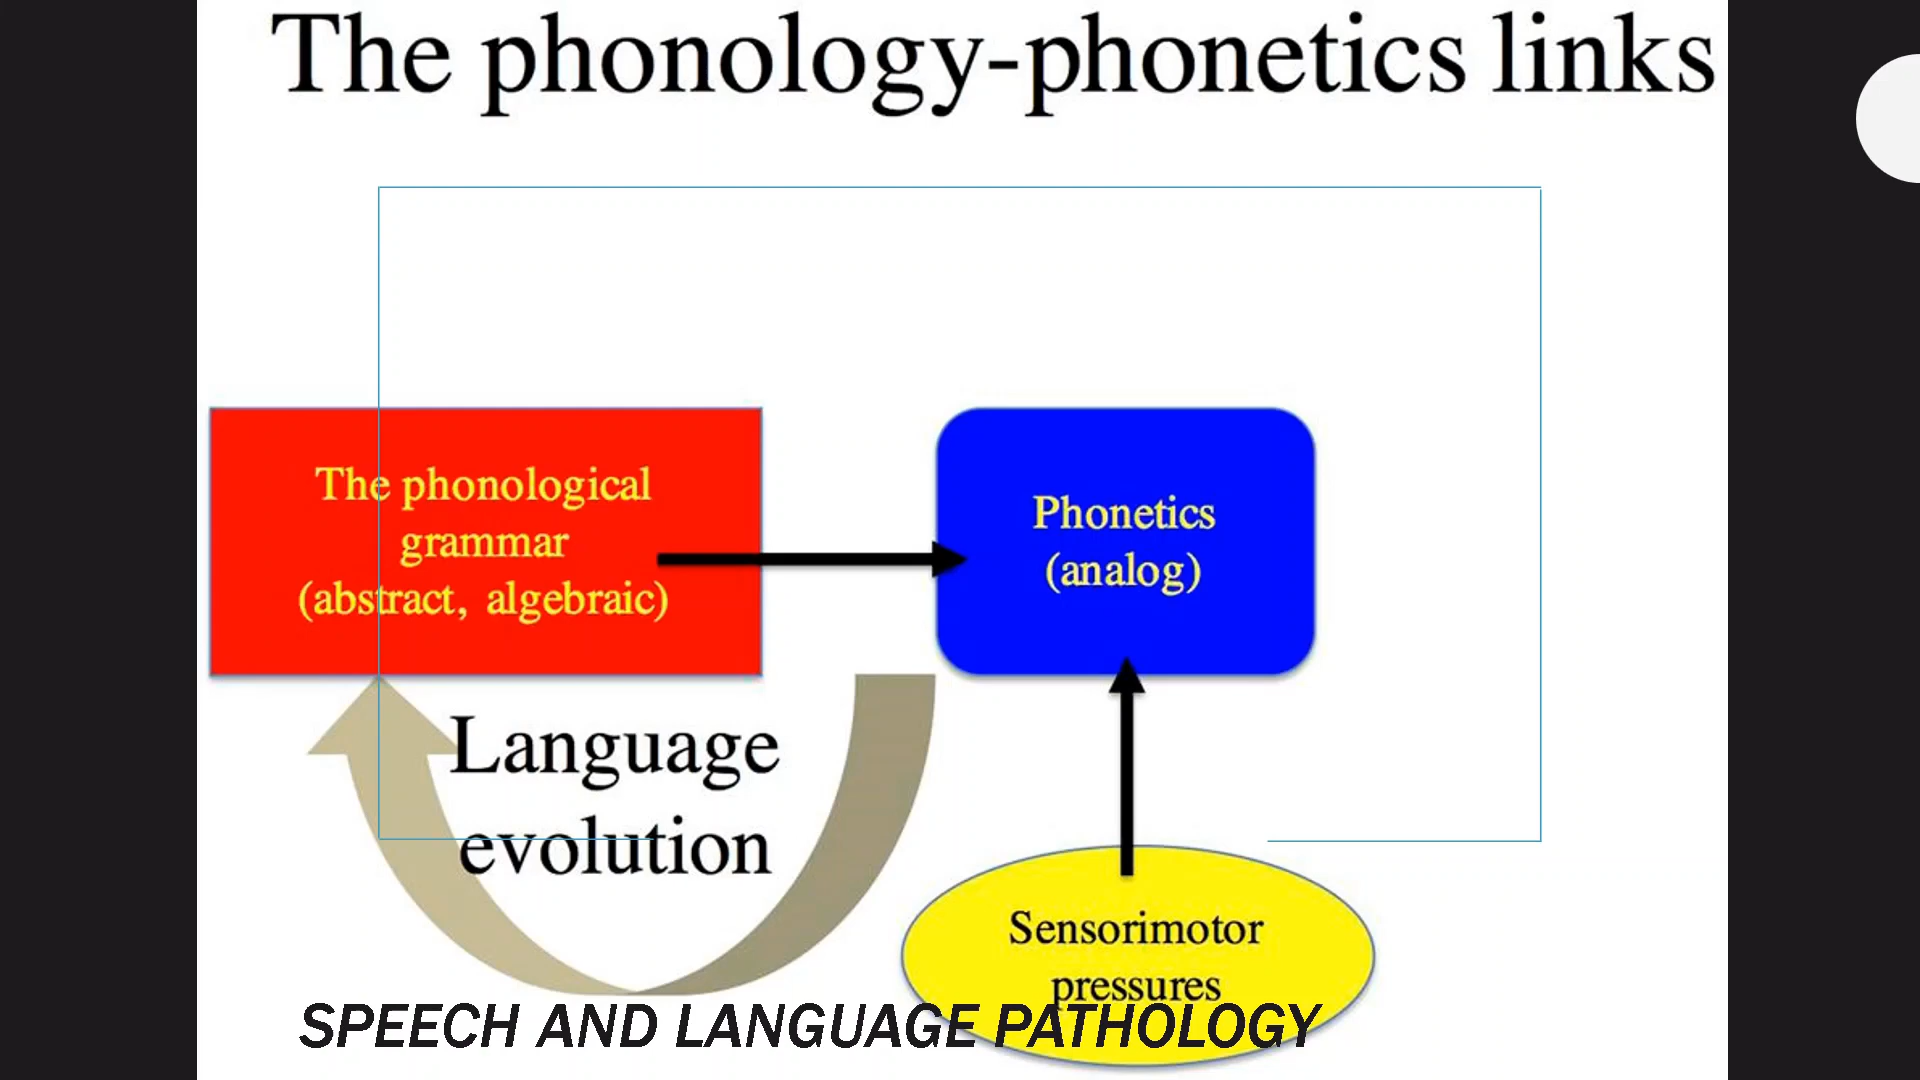 The phonology-phonetics links
The phonological
grammar
(abstract, algebraic)
Phonetics
(analog)
Language
evolution
Sensorimotor
pressures
SPEECH AND LANGUAGE PATHOLOGY